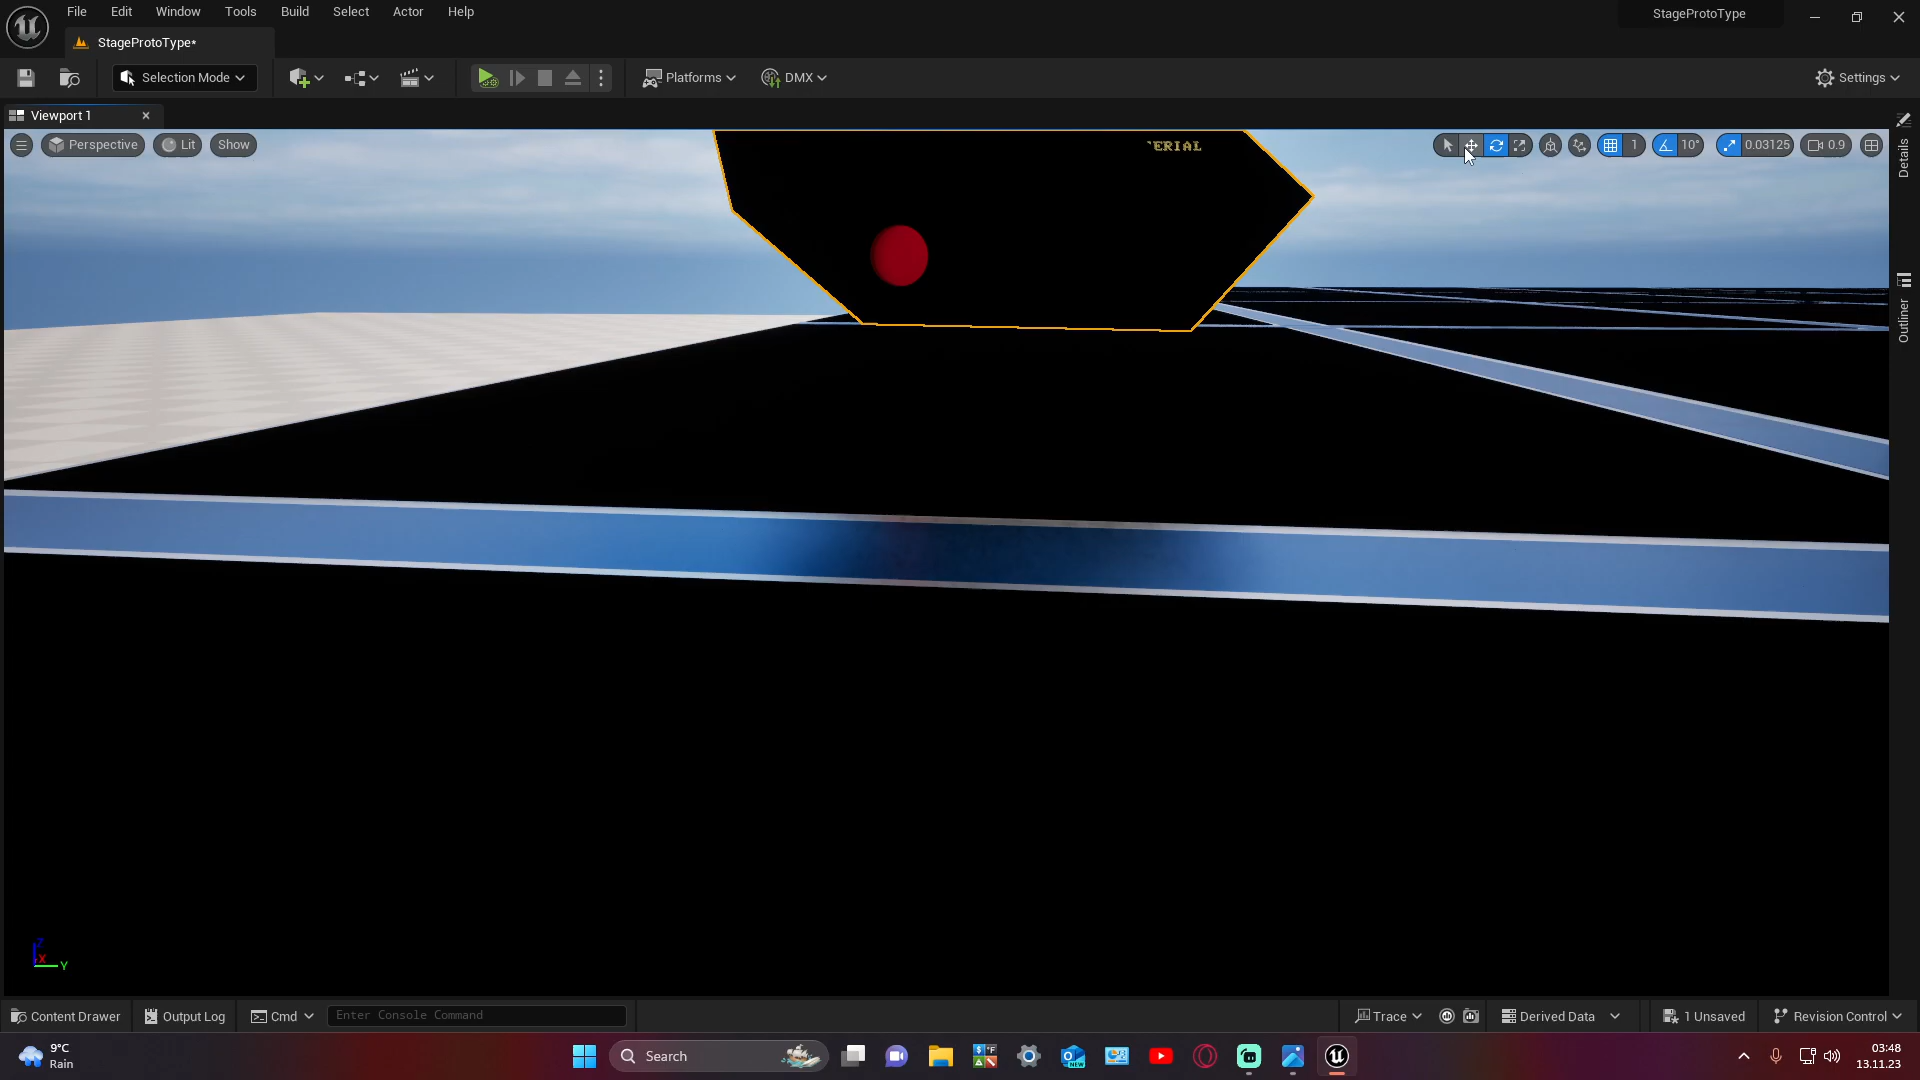 File Edit Window Tools Build Select Actor Help
StageProtoType
StageProtoType*
Selection Mode
Platforms
DMX
Settings
Viewport 1
Perspective
Lit
Show
1
10°
0.03125
0.9
ERIAL
Details
Outliner
Z
X
Y
Content Drawer
Output Log
Cmd
Enter Console Command
Trace
Derived Data
1 Unsaved
Revision Control
9°C
Rain
Search
NEW
03:48
13.11.23